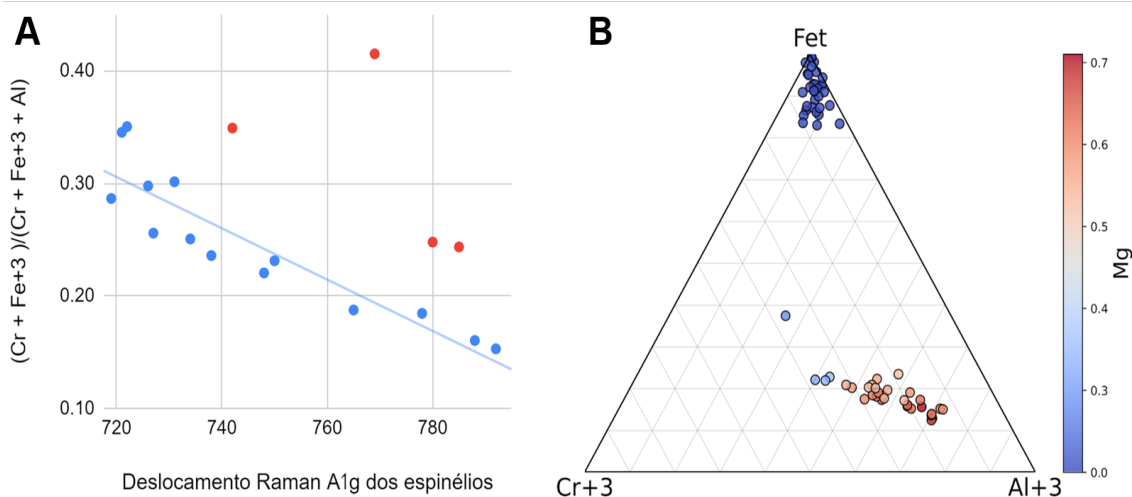 A
(Cr + Fe+3 )/(Cr + Fe+3 + Al)
0.40
0.30
0.20
0.10
720
740
760
780
Deslocamento Raman A1g dos espinélios
B
Fet
Cr+3
Al+3
0.7
0.6
0.5
0.4
0.3
0.2
0.0
Mg